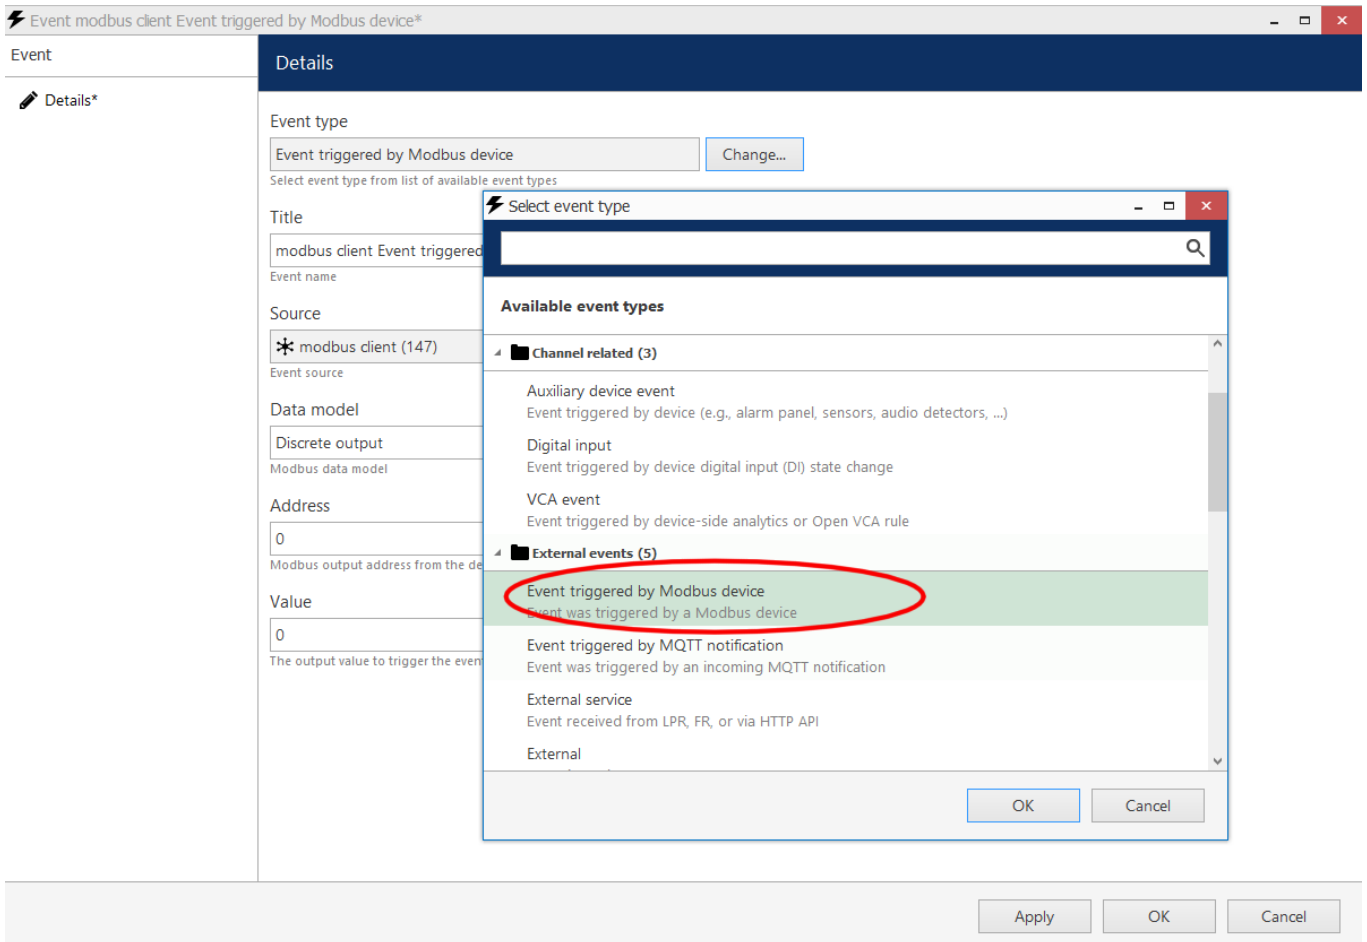 Event modbus client Event triggered by Modbus device*
Event
Details*
Details
Event type
Event triggered by Modbus device
Change...
Select event type from list of available event types
Title
modbus client Event triggered
Event name
Source
modbus client (147)
Event source
Data model
Discrete output
Modbus data model
Address
0
Modbus output address from the de
Value
0
The output value to trigger the even
Select event type
Available event types
Channel related (3)
Auxiliary device event
Event triggered by device (e.g., alarm panel, sensors, audio detectors, ...)
Digital input
Event triggered by device digital input (DI) state change
VCA event
Event triggered by device-side analytics or Open VCA rule
External events (5)
Event triggered by Modbus device
Event was triggered by a Modbus device
Event triggered by MQTT notification
Event was triggered by an incoming MQTT notification
External service
Event received from LPR, FR, or via HTTP API
External
OK
Cancel
Apply
OK
Cancel